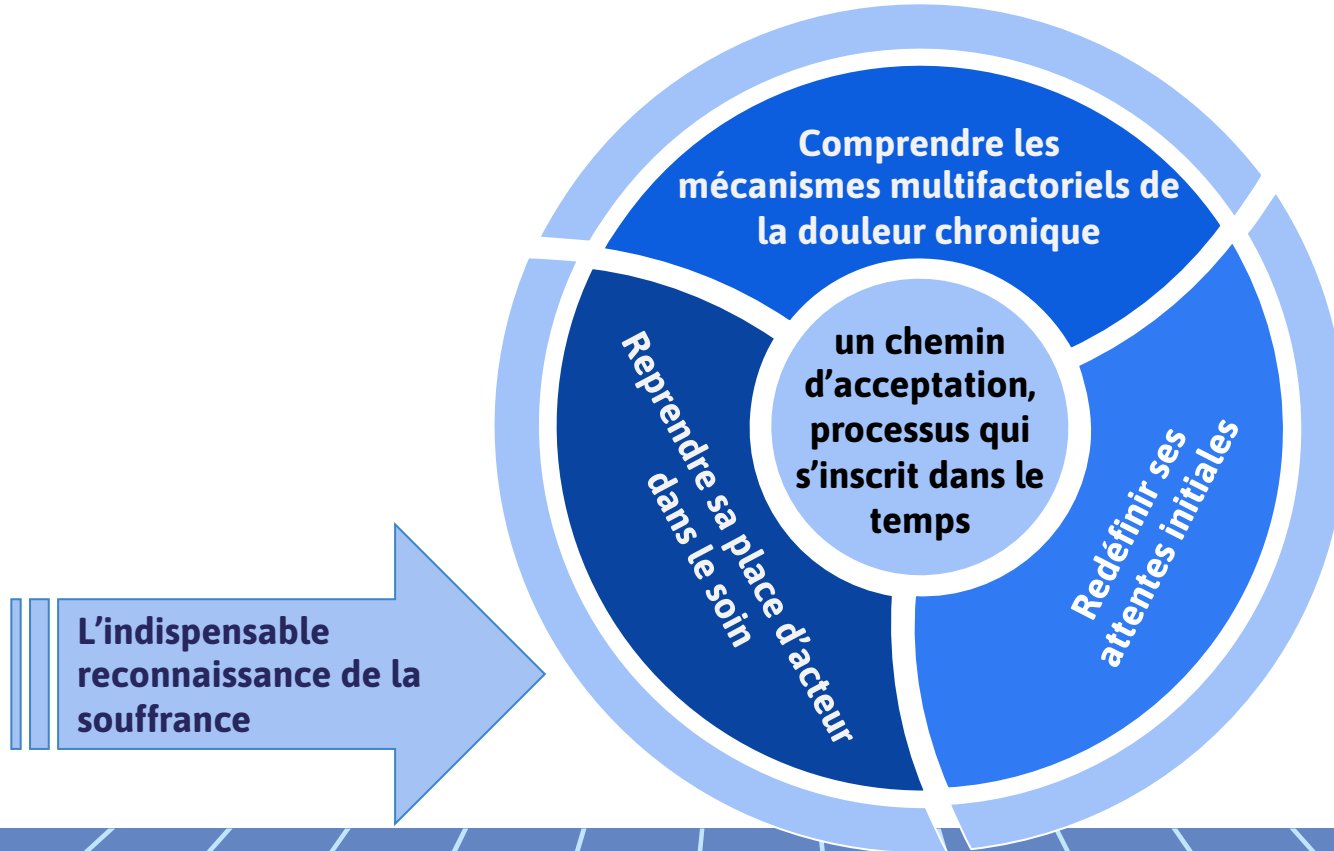 Comprendre les
mécanismes multifactoriels de
la douleur chronique
un chemin
d’acceptation,
processus qui
s’inscrit dans le
temps
Redéfinir ses
attentes initiales
Reprendre sa place d’acteur
dans le soin
L’indispensable
reconnaissance de la
souffrance